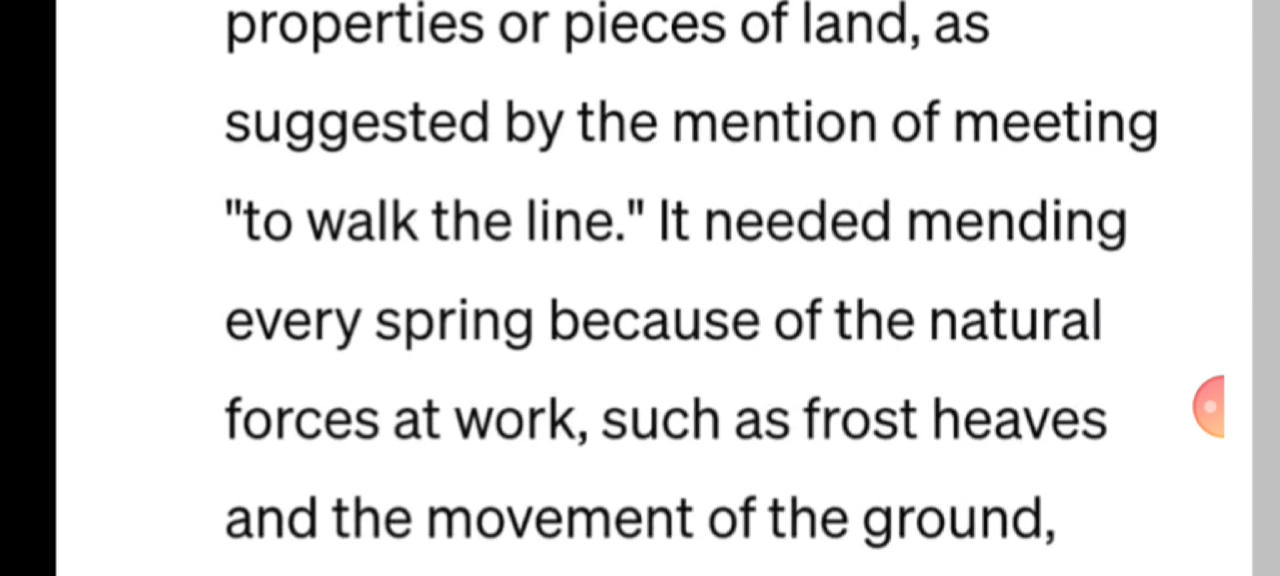 properties or pieces of land, as
suggested by the mention of meeting
"to walk the line." It needed mending
every spring because of the natural
forces at work, such as frost heaves
and the movement of the ground,